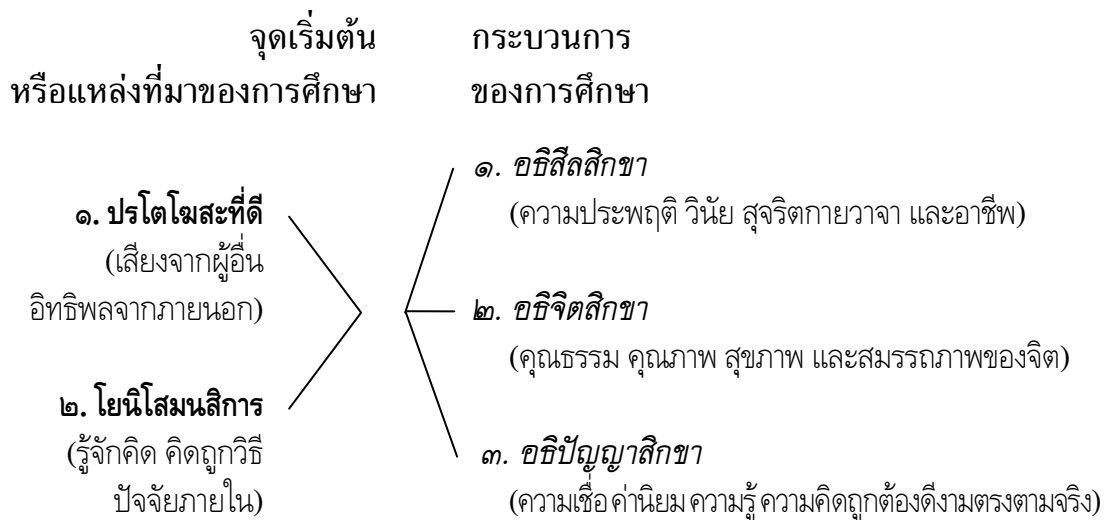 จุดเริ่มต้น
หรือแหล่งที่มาของการศึกษา
กระบวนการ
ของการศึกษา
๑. ปรโตโฆสะที่ดี
(เสียงจากผู้อื่น
อิทธิพลจากภายนอก)
๒. โยนิโสมนสิการ
(รู้จักคิด คิดถูกวิธี
ปัจจัยภายใน)
๑. อธิสีลสิกขา
(ความประพฤติ วินัย สุจริตกายวาจา และอาชีพ)
๒. อธิจิตสิกขา
(คุณธรรม คุณภาพ สุขภาพ และสมรรถภาพของจิต)
๓. อธิปัญญาสิกขา
(ความเชื่อ ค่านิยม ความรู้ ความคิดถูกต้องดีงามตรงตามจริง)